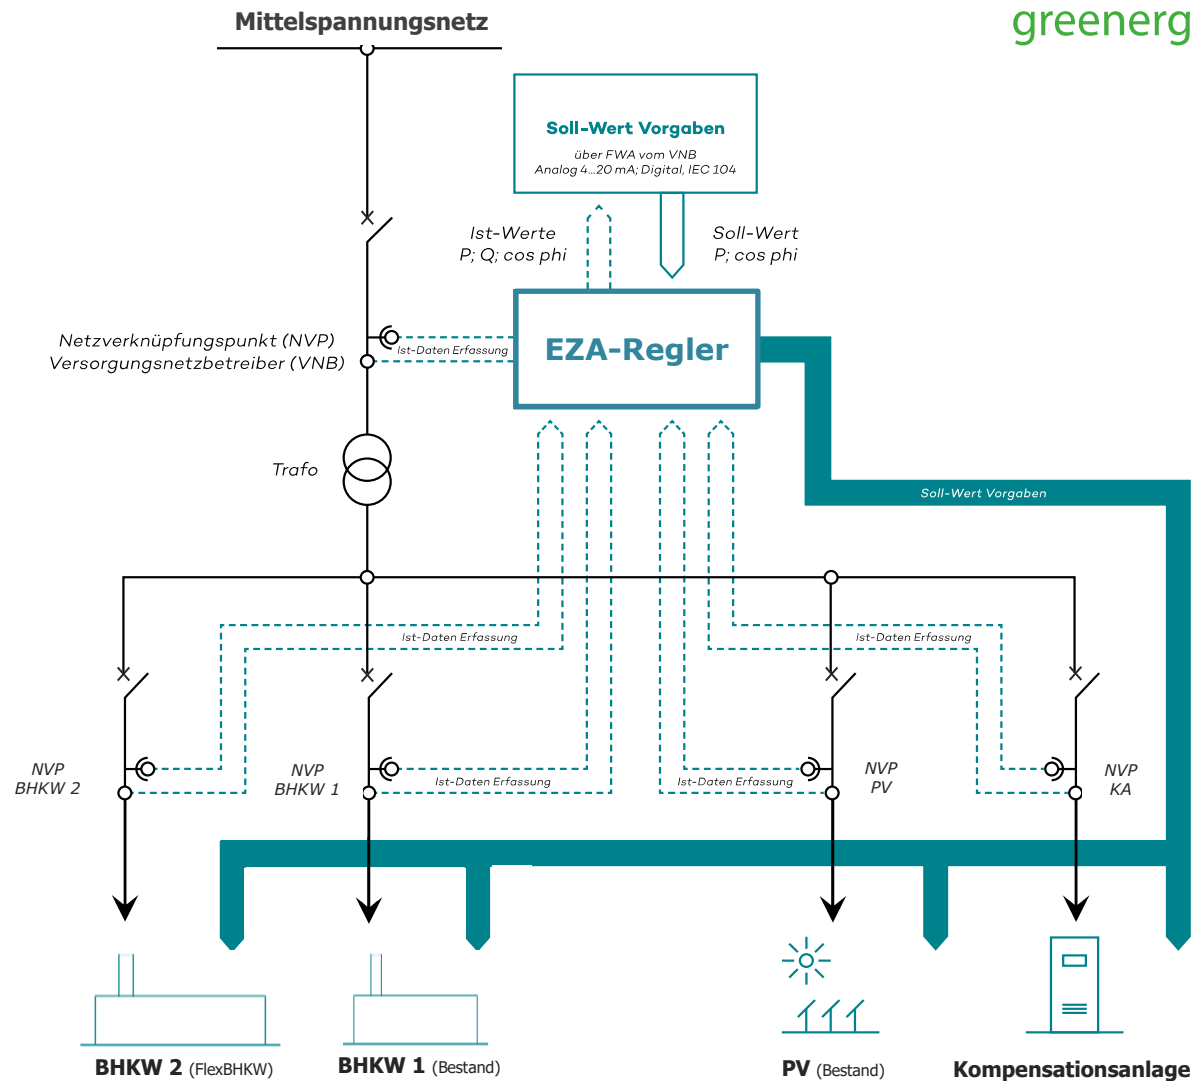 Mittelspannungsnetz
greenerg
Soll-Wert Vorgaben
über FWA vom VNB
Analog 4...20 mA; Digital, IEC 104
Ist-Werte
P; Q; cos phi
Soll-Wert
P; cos phi
Netzverknüpfungspunkt (NVP)
Versorgungsnetzbetreiber (VNB)
Ist-Daten Erfassung
EZA-Regler
Trafo
Soll-Wert Vorgaben
Ist-Daten Erfassung
Ist-Daten Erfassung
NVP
BHKW 2
NVP
BHKW 1
Ist-Daten Erfassung
Ist-Daten Erfassung
NVP
PV
NVP
KA
BHKW 2 (FlexBHKW)
BHKW 1 (Bestand)
PV (Bestand)
Kompensationsanlage